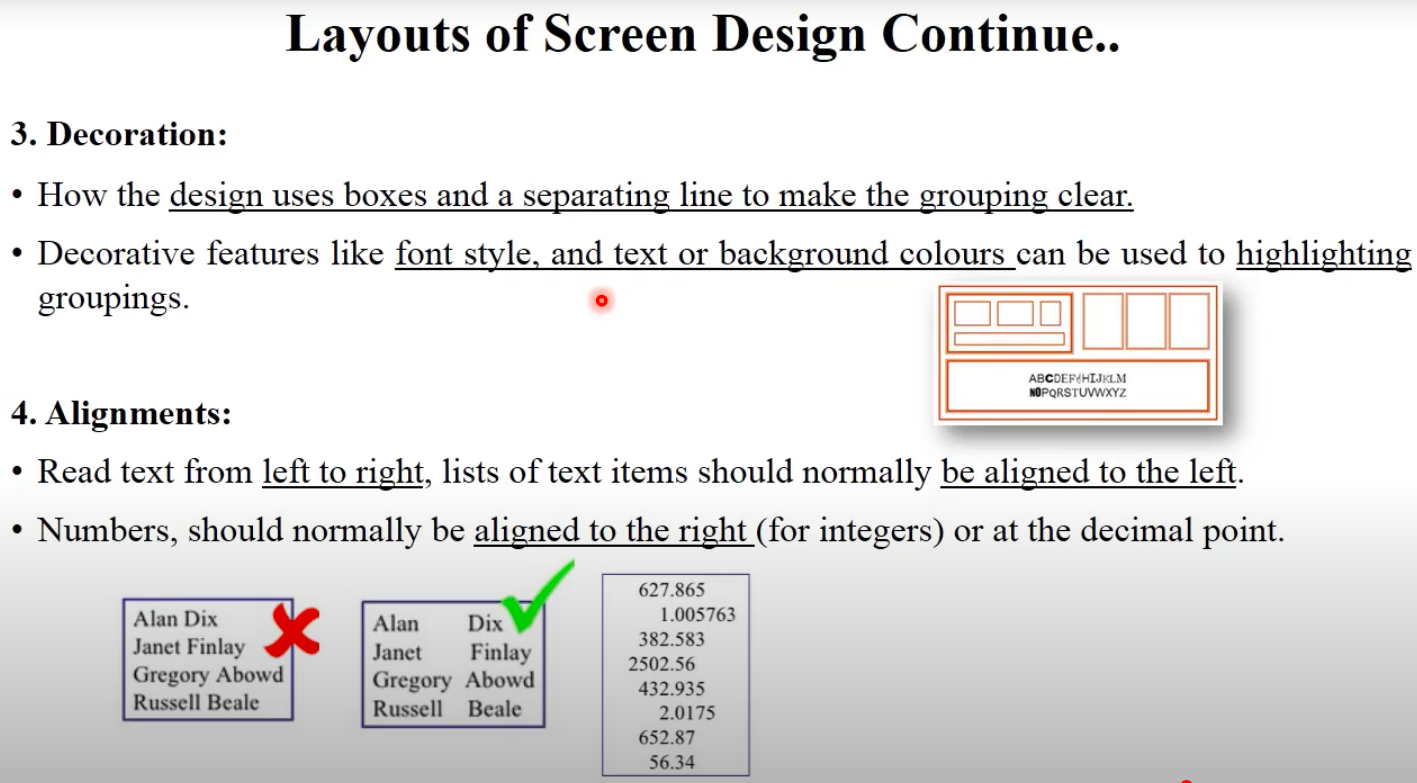 Layouts of Screen Design Continue..
3. Decoration:
• How the design uses boxes and a separating line to make the grouping clear.
• Decorative features like font style, and text or background colours can be used to highlighting
groupings.
ABCDEFGHIJKLM
NOPQRSTUVWXYZ
4. Alignments:
• Read text from left to right, lists of text items should normally be aligned to the left.
• Numbers, should normally be aligned to the right (for integers) or at the decimal point.
Alan Dix
Janet Finlay
Gregory Abowd
Russell Beale
Alan Dix
Janet Finlay
Gregory Abowd
Russell Beale
627.865
1.005763
382.583
2502.56
432.935
2.0175
652.87
56.34